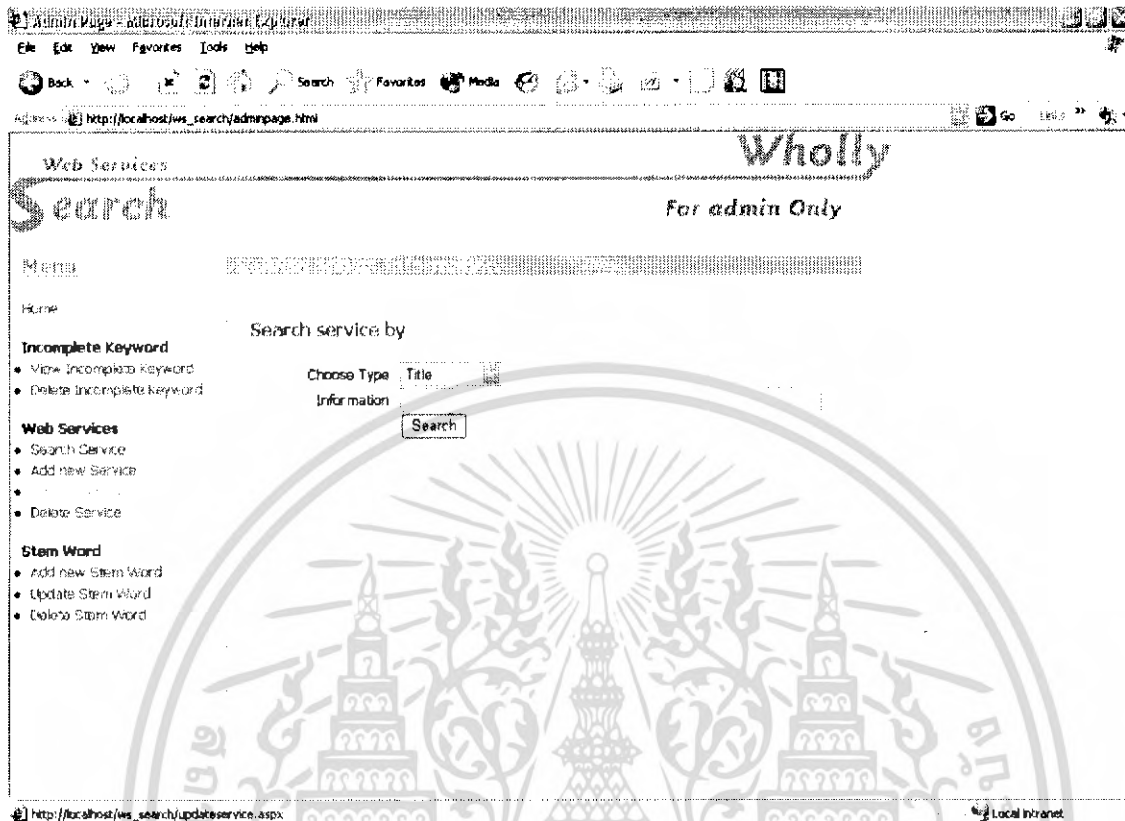 Admin Page - Microsoft Internet Explorer
File Edit View Favorites Tools Help
Back Search Favorites Media
Address http://localhost/ws_search/adminpage.html Go Links »
Web Services
Wholly
Search
For admin Only
Menu
Home
Search service by
Incomplete Keyword
• View Incomplete Keyword
• Delete Incomplete Keyword
Choose Type Title
Information
Search
Web Services
• Search Service
• Add new Service
•
• Delete Service
Stem Word
• Add new Stem Word
• Update Stem Word
• Delete Stem Word
http://localhost/ws_search/updateservice.aspx Local intranet